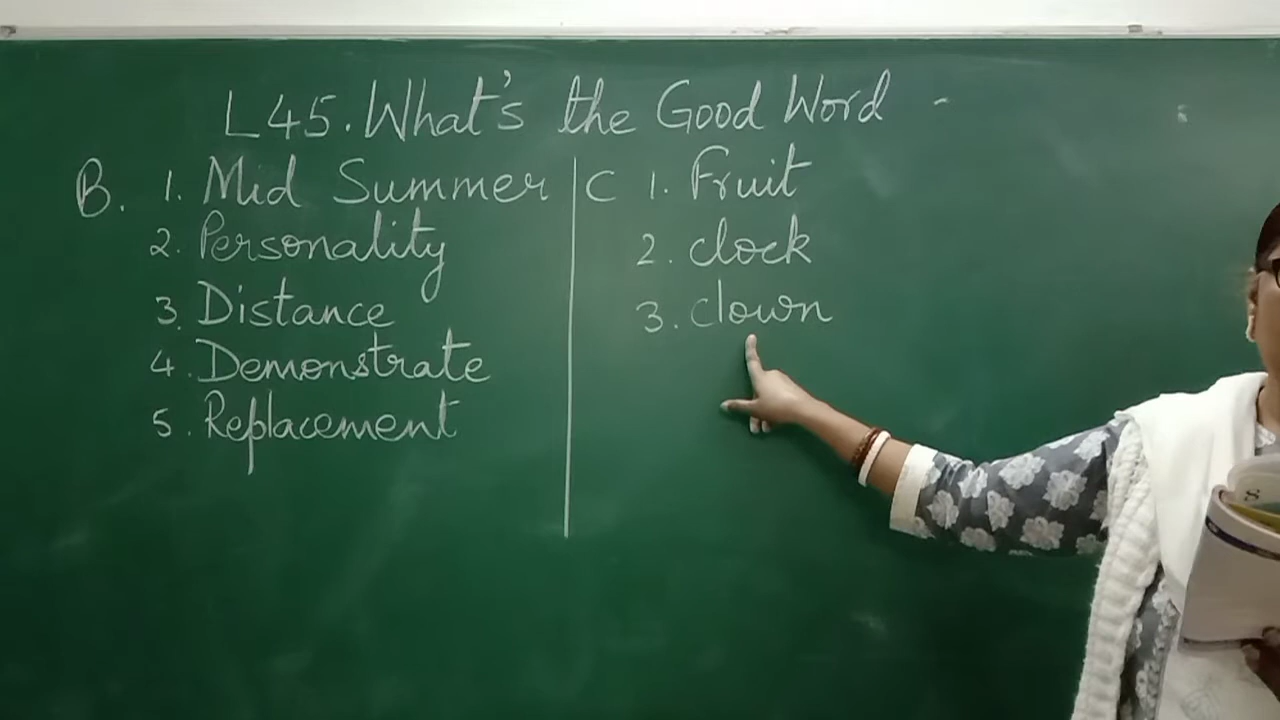 L45. What's the Good Word -
B. 1. Mid Summer
2. Personality
3. Distance
4. Demonstrate
5. Replacement
C 1. Fruit
2. clock
3. clown